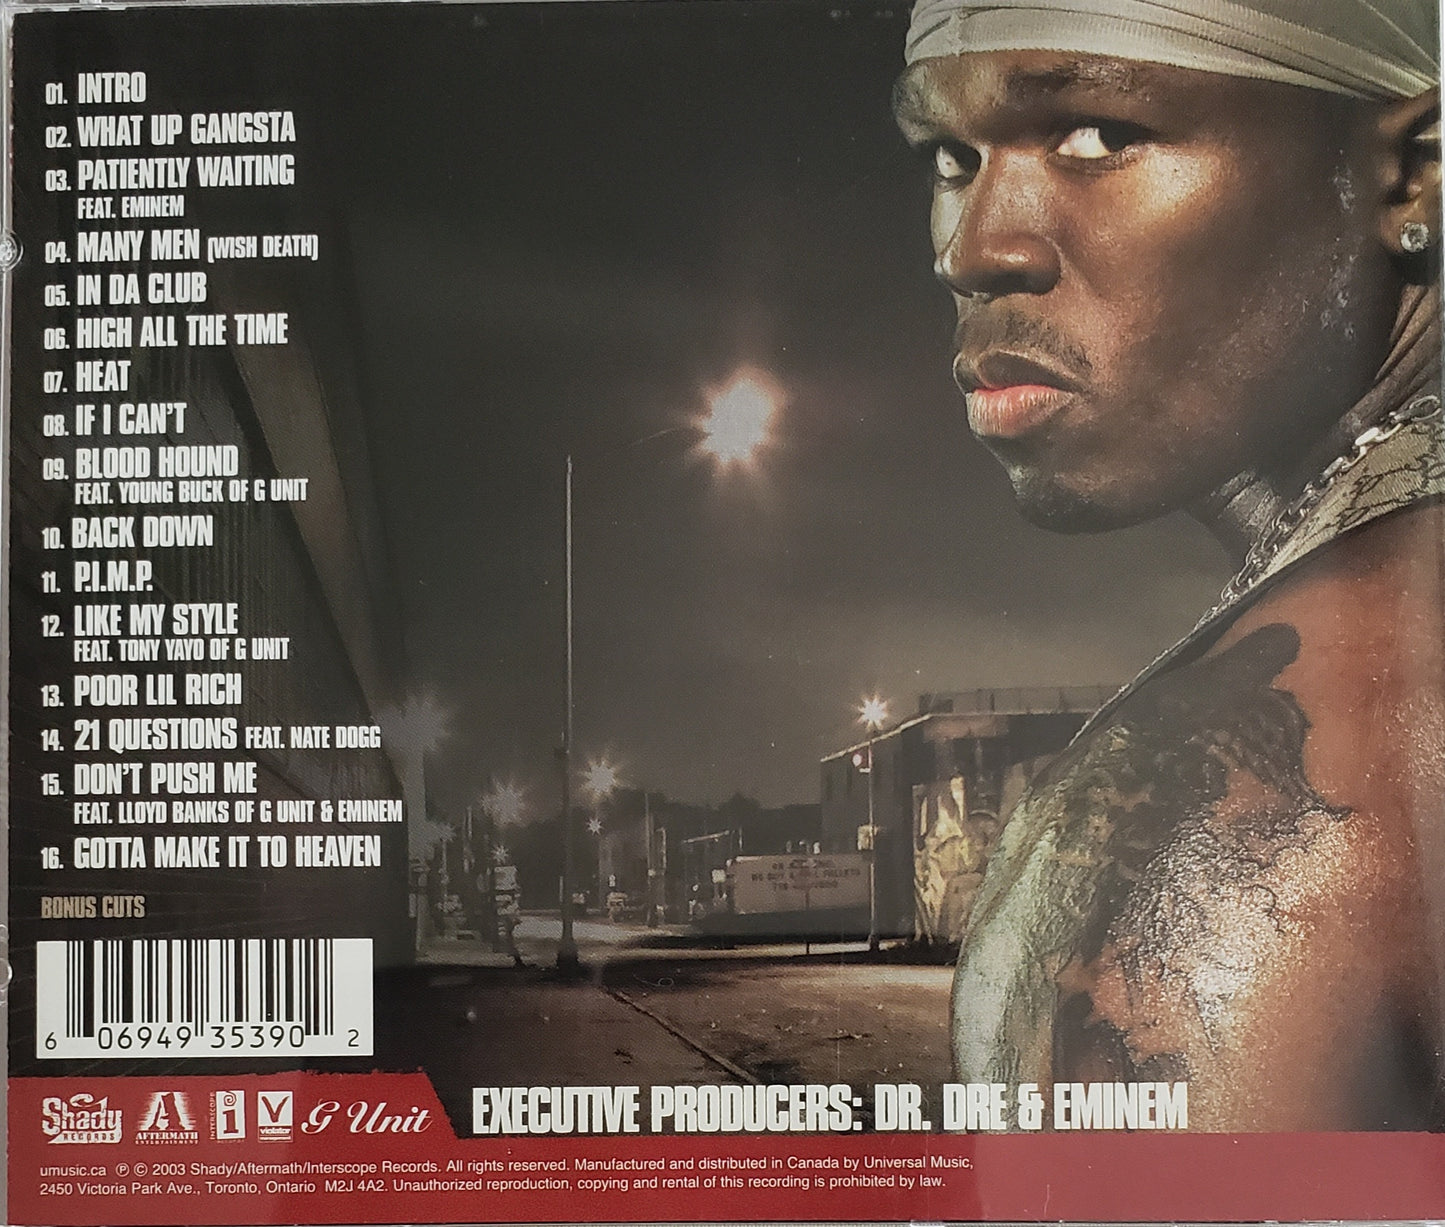 01. INTRO
02. WHAT UP GANGSTA
03. PATIENTLY WAITING
FEAT. EMINEM
04. MANY MEN (WISH DEATH)
05. IN DA CLUB
06. HIGH ALL THE TIME
07. HEAT
08. IF I CAN'T
09. BLOOD HOUND
FEAT. YOUNG BUCK OF G UNIT
10. BACK DOWN
11. P.I.M.P.
12. LIKE MY STYLE
FEAT. TONY YAYO OF G UNIT
13. POOR LIL RICH
14. 21 QUESTIONS FEAT. NATE DOGG
15. DON'T PUSH ME
FEAT. LLOYD BANKS OF G UNIT & EMINEM
16. GOTTA MAKE IT TO HEAVEN
BONUS CUTS
6 06949 35390 2
Shady RECORDS
AFTERMATH ENTERTAINMENT
INTERSCOPE i
V violator management
G Unit
EXECUTIVE PRODUCERS: DR. DRE & EMINEM
umusic.ca ℗ © 2003 Shady/Aftermath/Interscope Records. All rights reserved. Manufactured and distributed in Canada by Universal Music,
2450 Victoria Park Ave., Toronto, Ontario M2J 4A2. Unauthorized reproduction, copying and rental of this recording is prohibited by law.